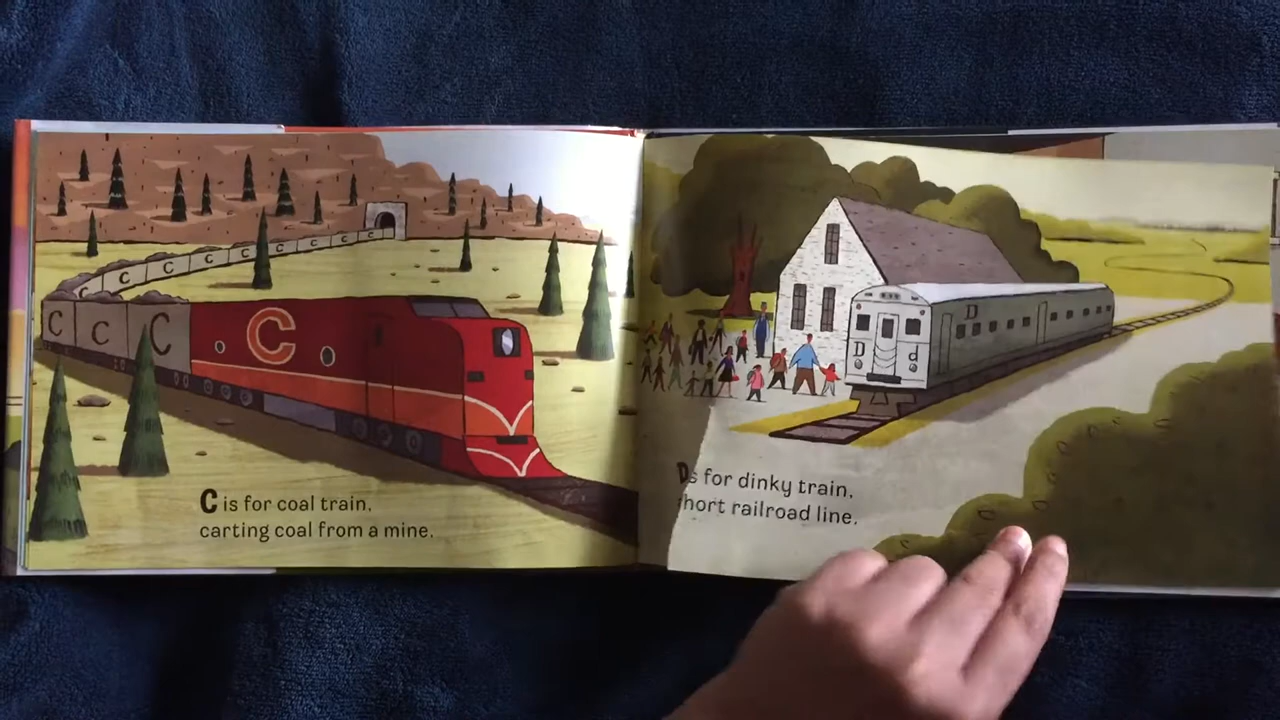 C
C
C
C
C
C
C
C
C
C is for coal train,
carting coal from a mine.
D
D
d
D s for dinky train,
hort railroad line.